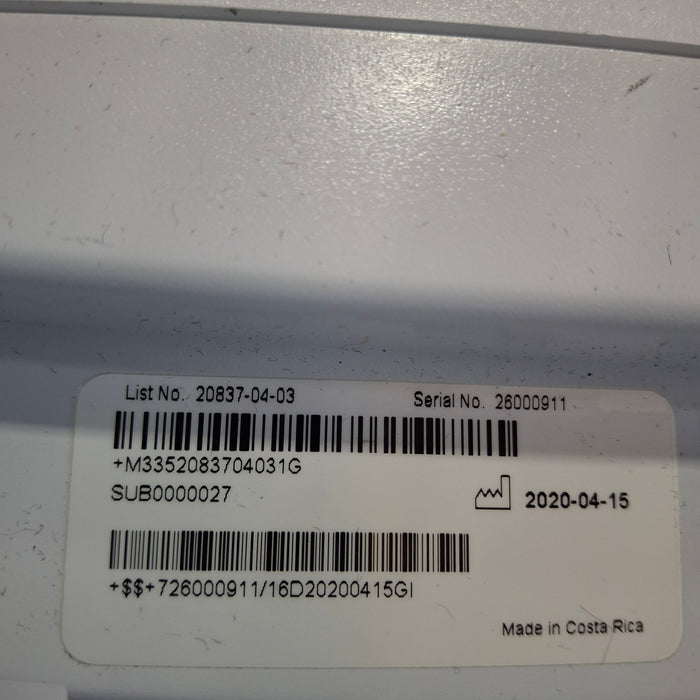 List No. 20837-04-03
Serial No. 26000911
+M3352083704031G
SUB0000027
2020-04-15
+$$+726000911/16D20200415GI
Made in Costa Rica